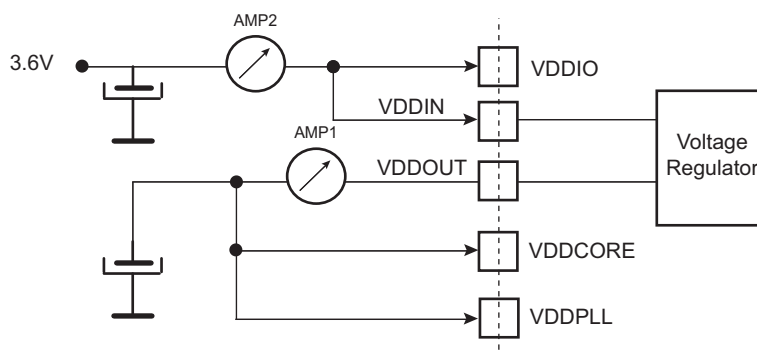 AMP2
3.6V
VDDIO
VDDIN
AMP1
Voltage
Regulator
VDDOUT
VDDCORE
VDDPLL